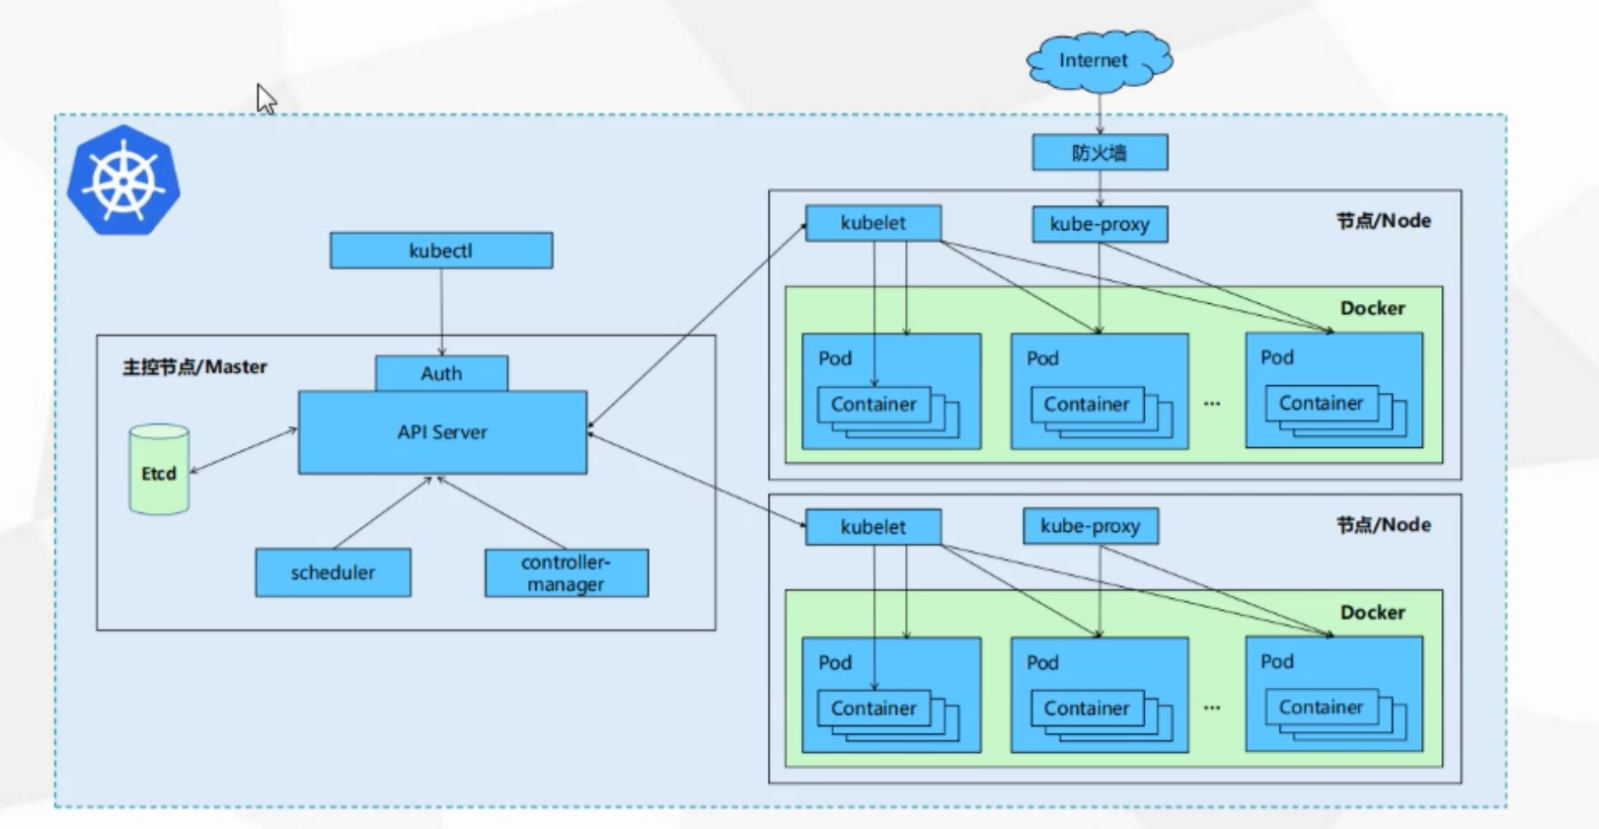 Internet
防火墙
kubectl
主控节点/Master
Auth
API Server
Etcd
scheduler
controller-
manager
kubelet
kube-proxy
节点/Node
Docker
Pod
Container
Pod
Container
...
Pod
Container
kubelet
kube-proxy
节点/Node
Docker
Pod
Container
Pod
Container
...
Pod
Container